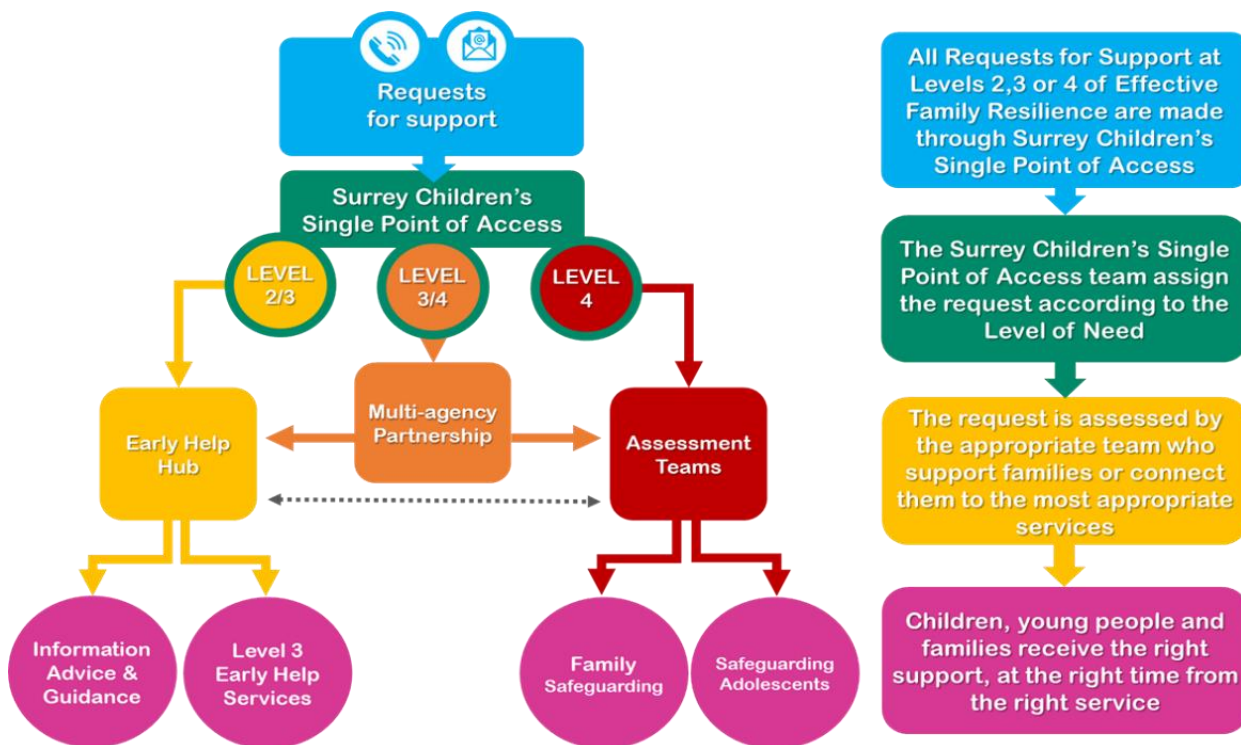 Requests
for support
Surrey Children's
Single Point of Access
LEVEL
2/3
LEVEL
3/4
LEVEL
4
Early Help
Hub
Multi-agency
Partnership
Assessment
Teams
Information
Advice &
Guidance
Level 3
Early Help
Services
Family
Safeguarding
Safeguarding
Adolescents
All Requests for Support at
Levels 2,3 or 4 of Effective
Family Resilience are made
through Surrey Children's
Single Point of Access
The Surrey Children's Single
Point of Access team assign
the request according to the
Level of Need
The request is assessed by
the appropriate team who
support families or connect
them to the most appropriate
services
Children, young people and
families receive the right
support, at the right time from
the right service